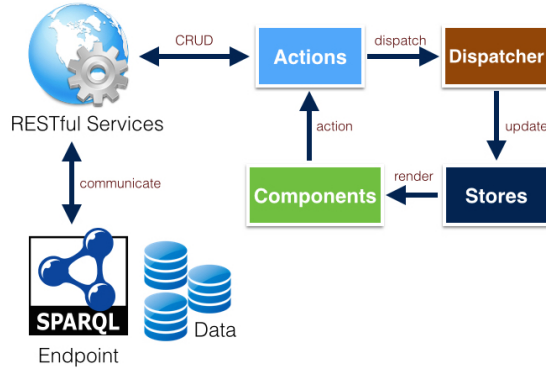 CRUD
Actions
dispatch
Dispatcher
RESTful Services
action
update
communicate
Components
render
Stores
SPARQL
Data
Endpoint